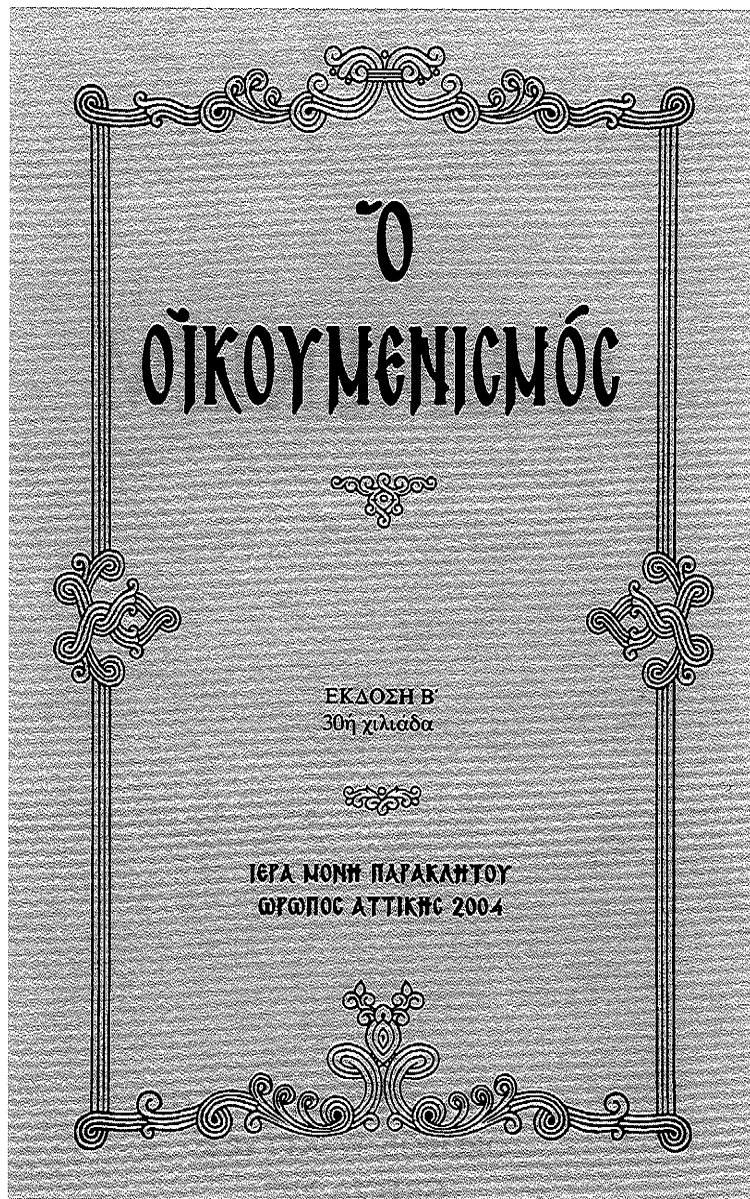 Ὁ
ΟἰΚΟΥΜΕΝΙϹΜΌϹ
ΕΚΔΟΣΗ Β΄
30ή χιλιάδα
ΙΕΡΑ ΜΟΝΗ ΠΑΡΑΚΛΗΤΟΥ
ΩΡΩΠΟϹ ΑΤΤΙΚΗϹ 2004